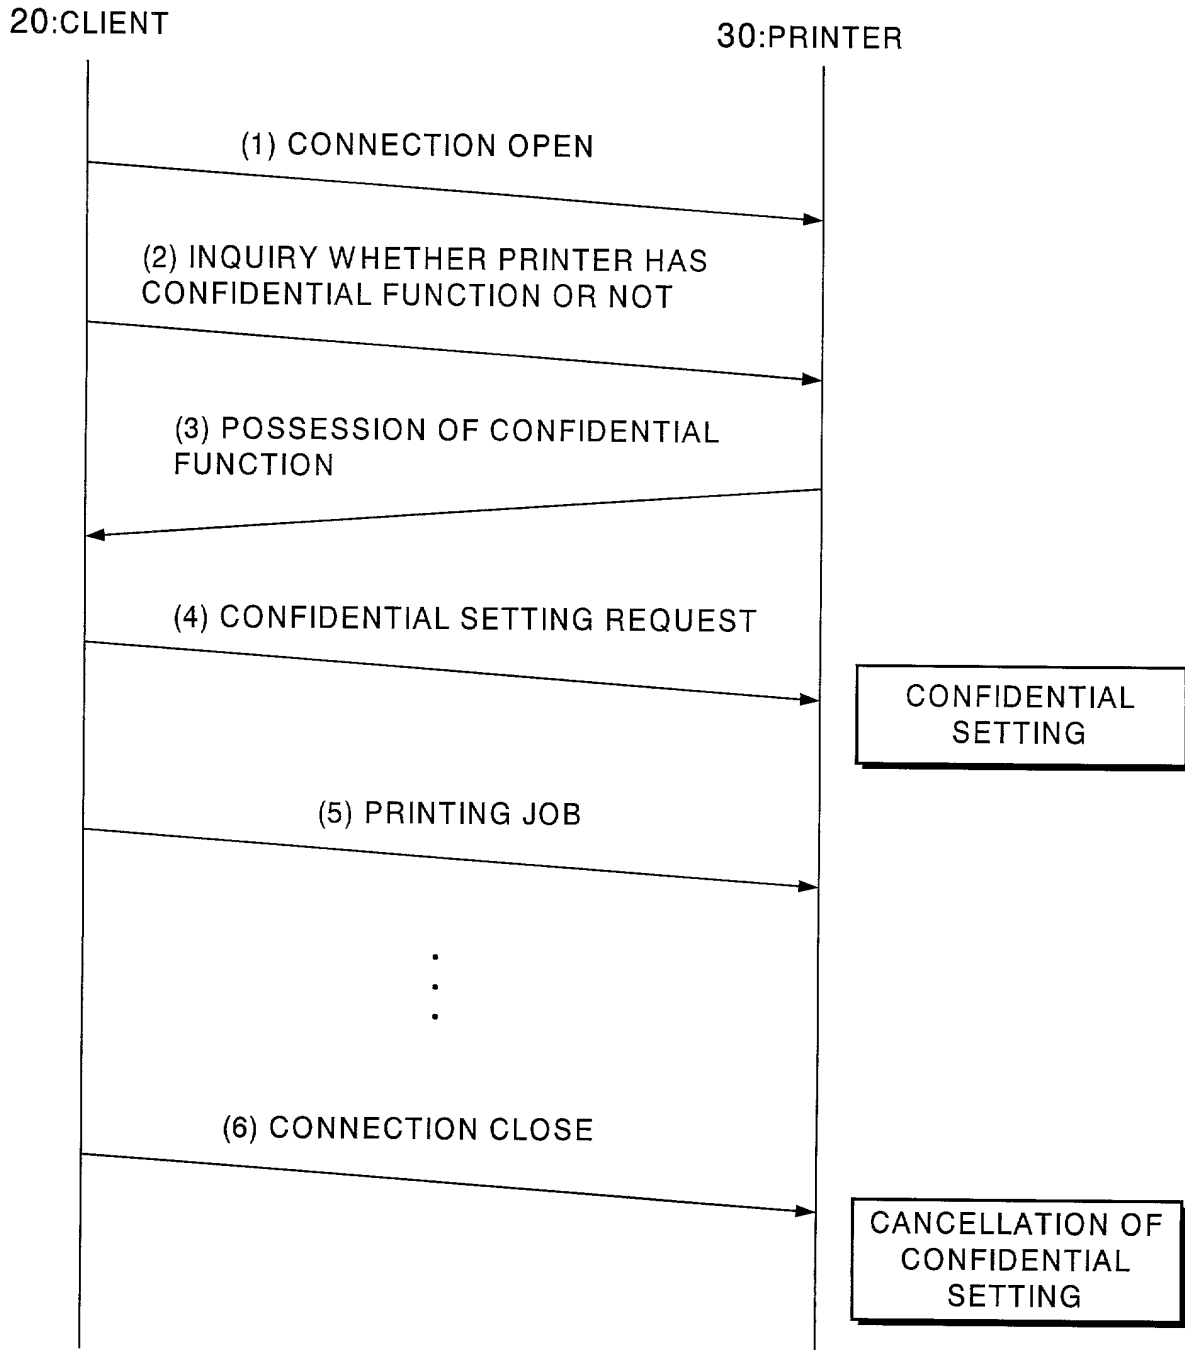 20:CLIENT
30:PRINTER
(1) CONNECTION OPEN
(2) INQUIRY WHETHER PRINTER HAS
CONFIDENTIAL FUNCTION OR NOT
(3) POSSESSION OF CONFIDENTIAL
FUNCTION
(4) CONFIDENTIAL SETTING REQUEST
CONFIDENTIAL
SETTING
(5) PRINTING JOB
(6) CONNECTION CLOSE
CANCELLATION OF
CONFIDENTIAL
SETTING